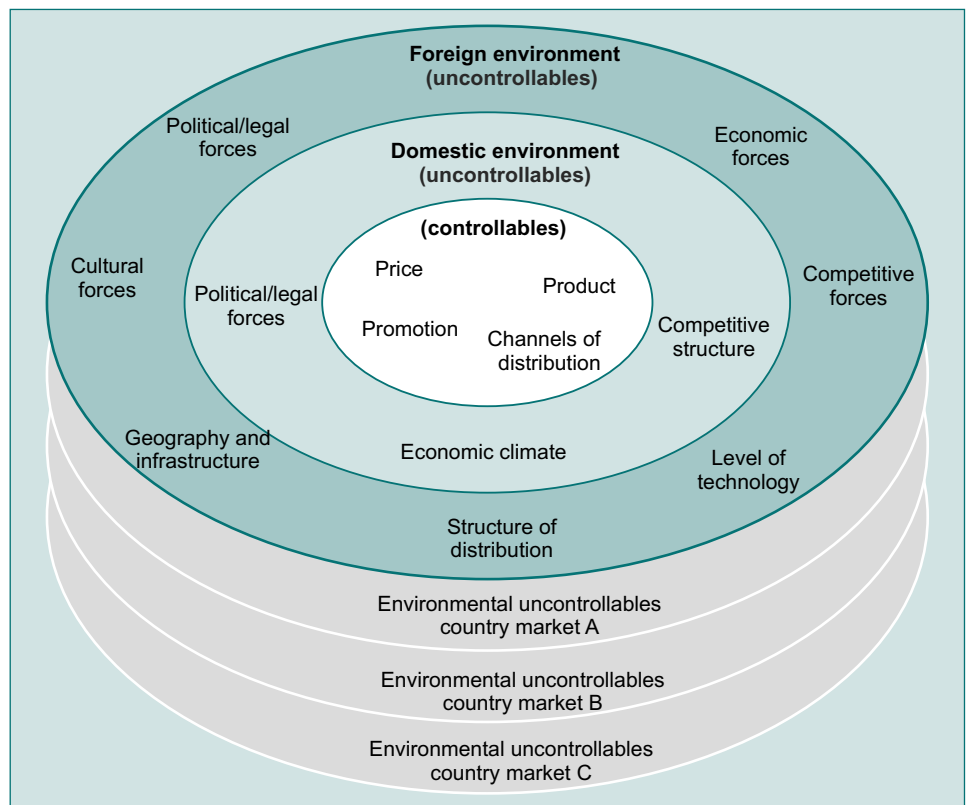 Foreign environment
(uncontrollables)
Political/legal
forces
Economic
forces
Domestic environment
(uncontrollables)
(controllables)
Cultural
forces
Price
Product
Competitive
forces
Political/legal
forces
Promotion
Channels of
distribution
Competitive
structure
Geography and
infrastructure
Economic climate
Level of
technology
Structure of
distribution
Environmental uncontrollables
country market A
Environmental uncontrollables
country market B
Environmental uncontrollables
country market C